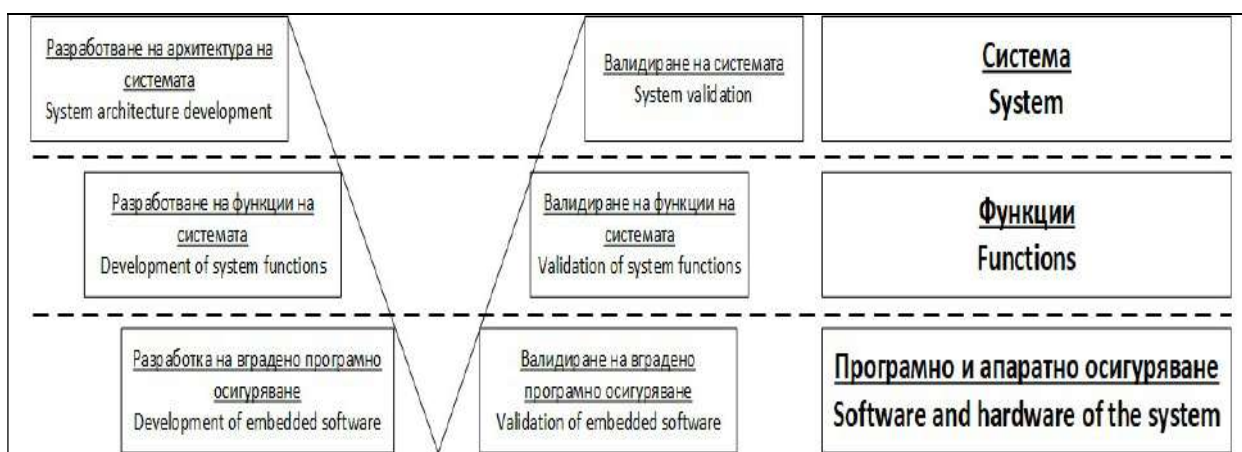 Разработване на архитектура на
системата
System architecture development
Валидиране на системата
System validation
Система
System
Разработване на функции на
системата
Development of system functions
Валидиране на функции на
системата
Validation of system functions
Функции
Functions
Разработка на вградено програмно
осигуряване
Development of embedded software
Валидиране на вградено
програмно осигуряване
Validation of embedded software
Програмно и апаратно осигуряване
Software and hardware of the system